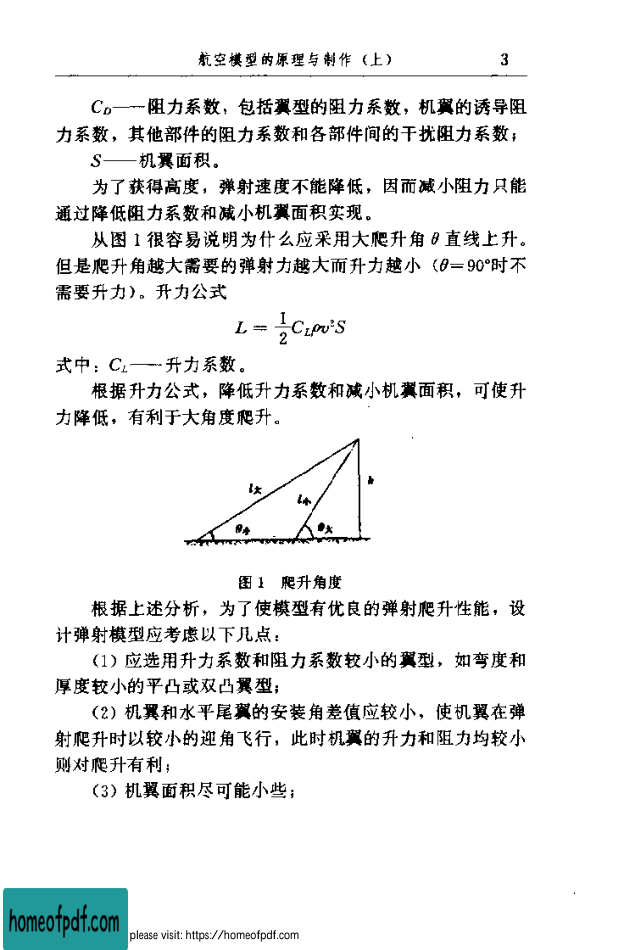 航空模型的原理与制作（上） 3
C_D——阻力系数，包括翼型的阻力系数，机翼的诱导阻
力系数，其他部件的阻力系数和各部件间的干扰阻力系数；
S——机翼面积。
为了获得高度，弹射速度不能降低，因而减小阻力只能
通过降低阻力系数和减小机翼面积实现。
从图 1 很容易说明为什么应采用大爬升角 θ 直线上升。
但是爬升角越大需要的弹射力越大而升力越小（θ＝90°时不
需要升力）。升力公式
L = \frac{1}{2} C_L ρv²S
式中：C_L——升力系数。
根据升力公式，降低升力系数和减小机翼面积，可使升
力降低，有利于大角度爬升。
l大 l小 h
θ小 θ大
图 1 爬升角度
根据上述分析，为了使模型有优良的弹射爬升性能，设
计弹射模型应考虑以下几点：
（1）应选用升力系数和阻力系数较小的翼型，如弯度和
厚度较小的平凸或双凸翼型；
（2）机翼和水平尾翼的安装角差值应较小，使机翼在弹
射爬升时以较小的迎角飞行，此时机翼的升力和阻力均较小
则对爬升有利；
（3）机翼面积尽可能小些；
homeofpdf.com please visit: https://homeofpdf.com